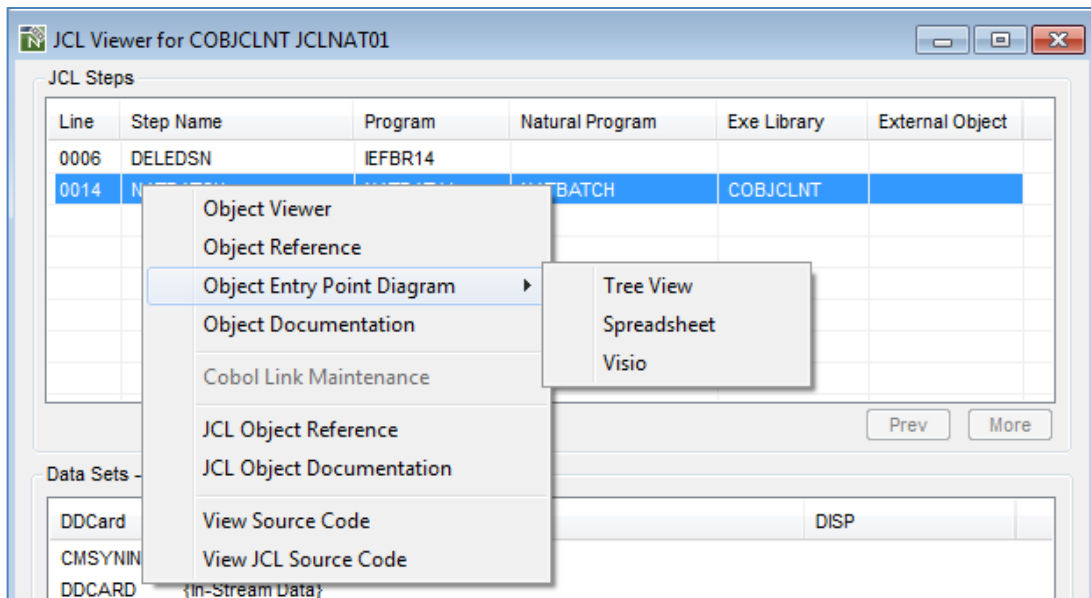 JCL Viewer for COBJCLNT JCLNAT01
JCL Steps
Line Step Name Program Natural Program Exe Library External Object
0006 DELEDSN IEFBR14
0014 COBJCLNT
Object Viewer
Object Reference
Object Entry Point Diagram
Object Documentation
Cobol Link Maintenance
JCL Object Reference
JCL Object Documentation
View Source Code
View JCL Source Code
Tree View
Spreadsheet
Visio
Prev More
Data Sets -
DDCard DISP
CMSYNIN
DDCARD {In-Stream Data}